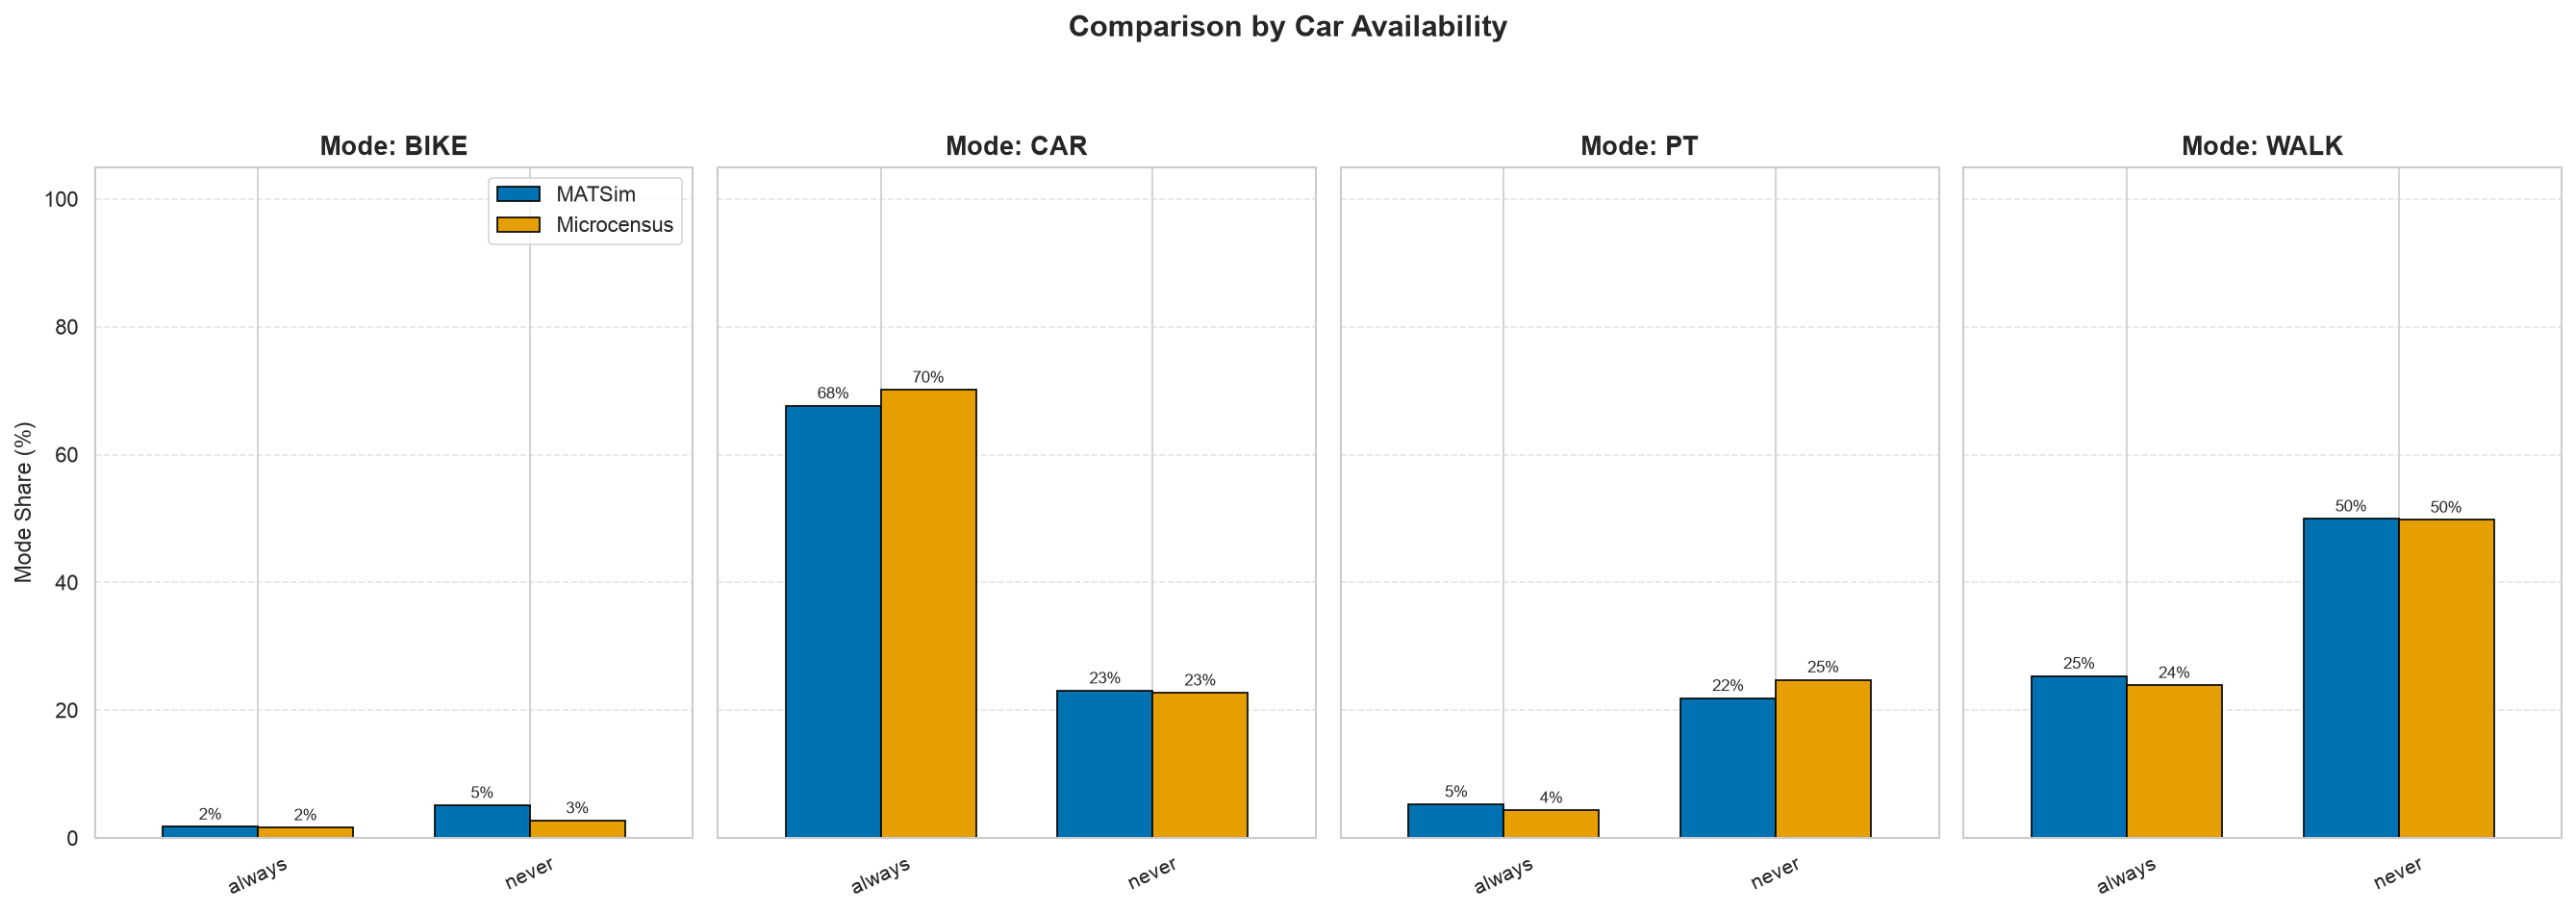 Comparison by Car Availability
Mode: BIKE
Mode: CAR
Mode: PT
Mode: WALK
MATSim
Microcensus
Mode Share (%)
100
80
60
40
20
0
2%
2%
5%
3%
68%
70%
23%
23%
5%
4%
22%
25%
25%
24%
50%
50%
always
never
always
never
always
never
always
never